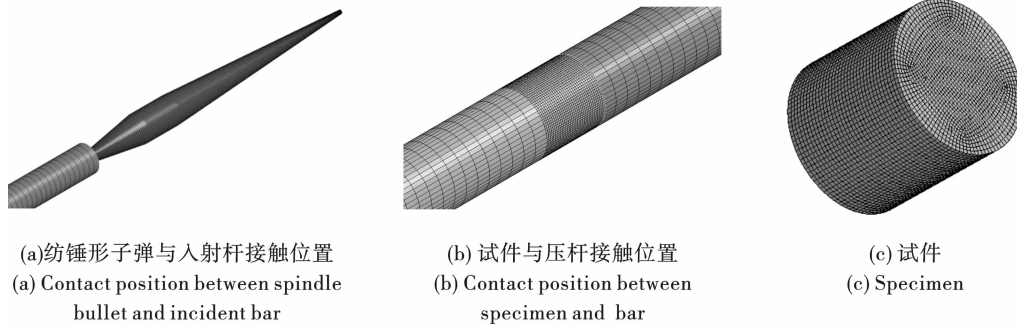 (a)纺锤形子弹与入射杆接触位置
(a) Contact position between spindle
bullet and incident bar
(b) 试件与压杆接触位置
(b) Contact position between
specimen and bar
(c) 试件
(c) Specimen